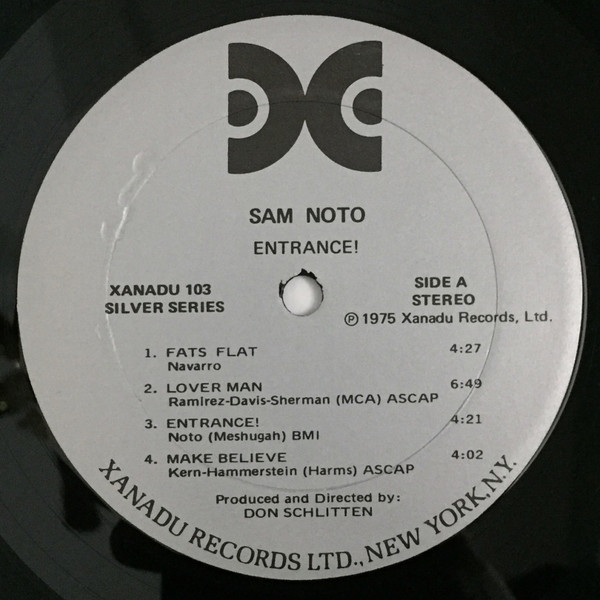 SAM NOTO
ENTRANCE!
XANADU 103
SILVER SERIES
SIDE A
STEREO
℗ 1975 Xanadu Records, Ltd.
1. FATS FLAT 4:27
Navarro
2. LOVER MAN 6:49
Ramirez-Davis-Sherman (MCA) ASCAP
3. ENTRANCE! 4:21
Noto (Meshugah) BMI
4. MAKE BELIEVE 4:02
Kern-Hammerstein (Harms) ASCAP
Produced and Directed by:
DON SCHLITTEN
XANADU RECORDS LTD., NEW YORK, N.Y.